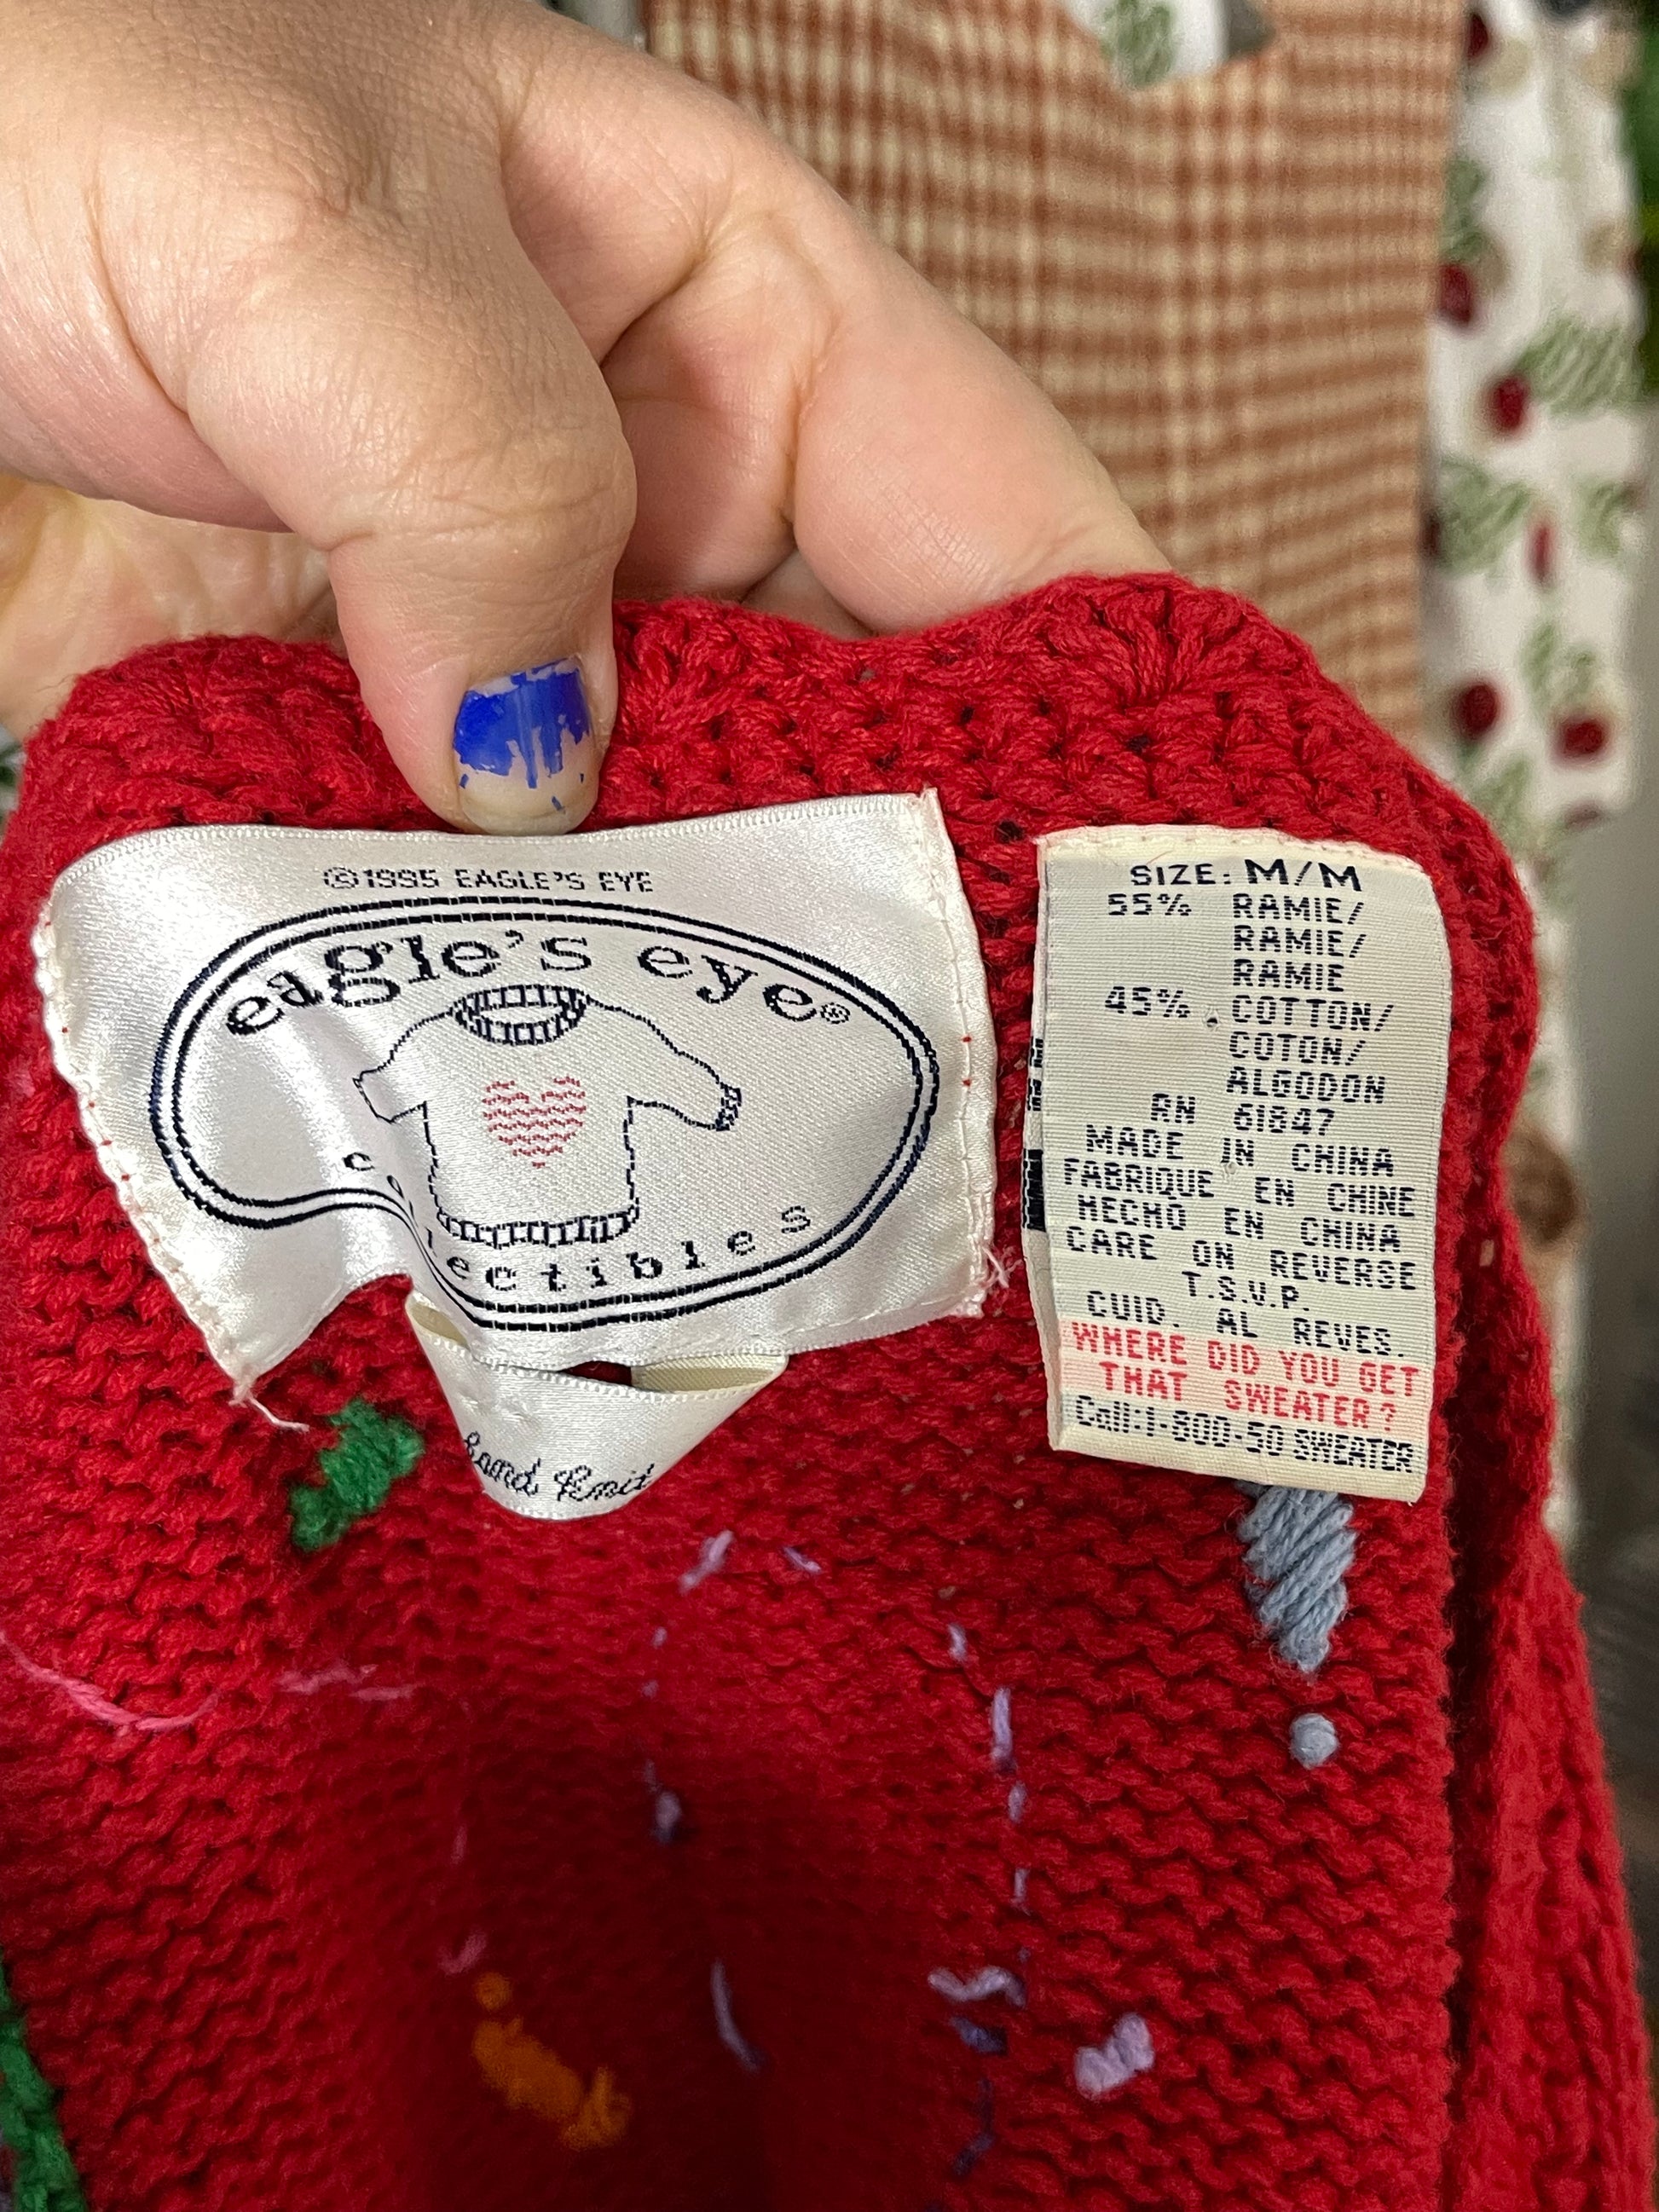 ©1995 EAGLE'S EYE
eagle's eye®
collectibles
Hand Knit
SIZE: M/M
55% RAMIE/
RAMIE/
RAMIE
45% COTTON/
COTON/
ALGODON
RN 61847
MADE IN CHINA
FABRIQUE EN CHINE
HECHO EN CHINA
CARE ON REVERSE
T.S.V.P.
CUID. AL REVES.
WHERE DID YOU GET
THAT SWEATER?
Call:1-800-50 SWEATER